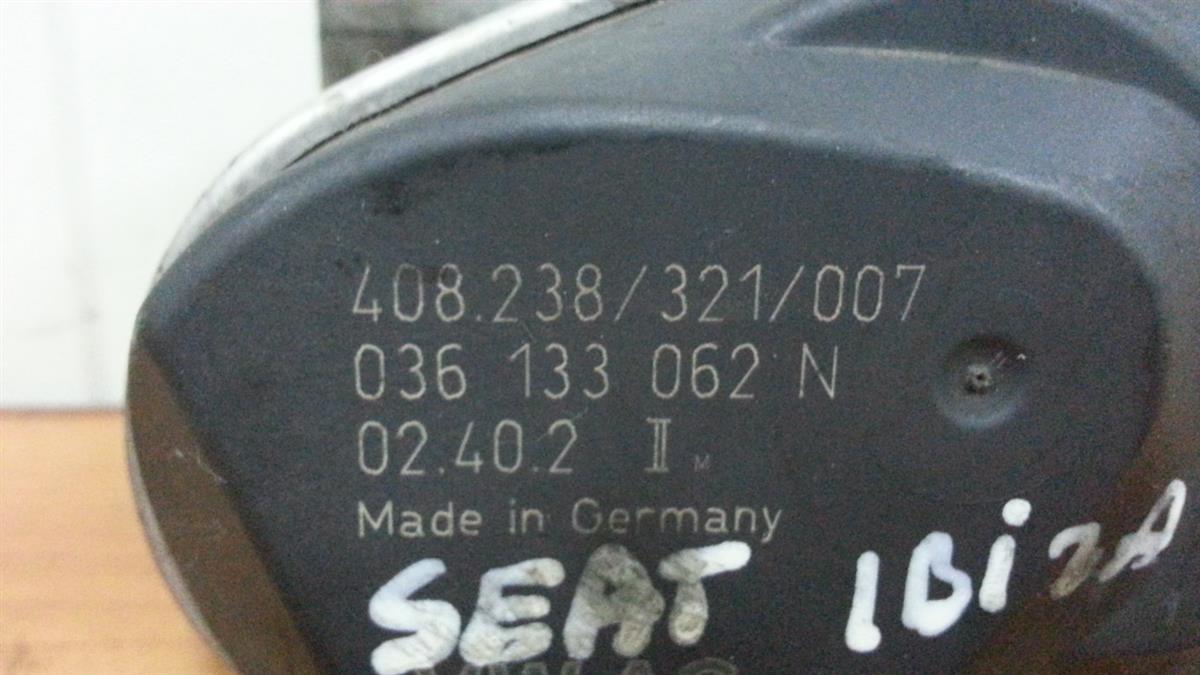 408.238/321/007
036 133 062 N
02.40.2 II M
Made in Germany
SEAT IBiZA